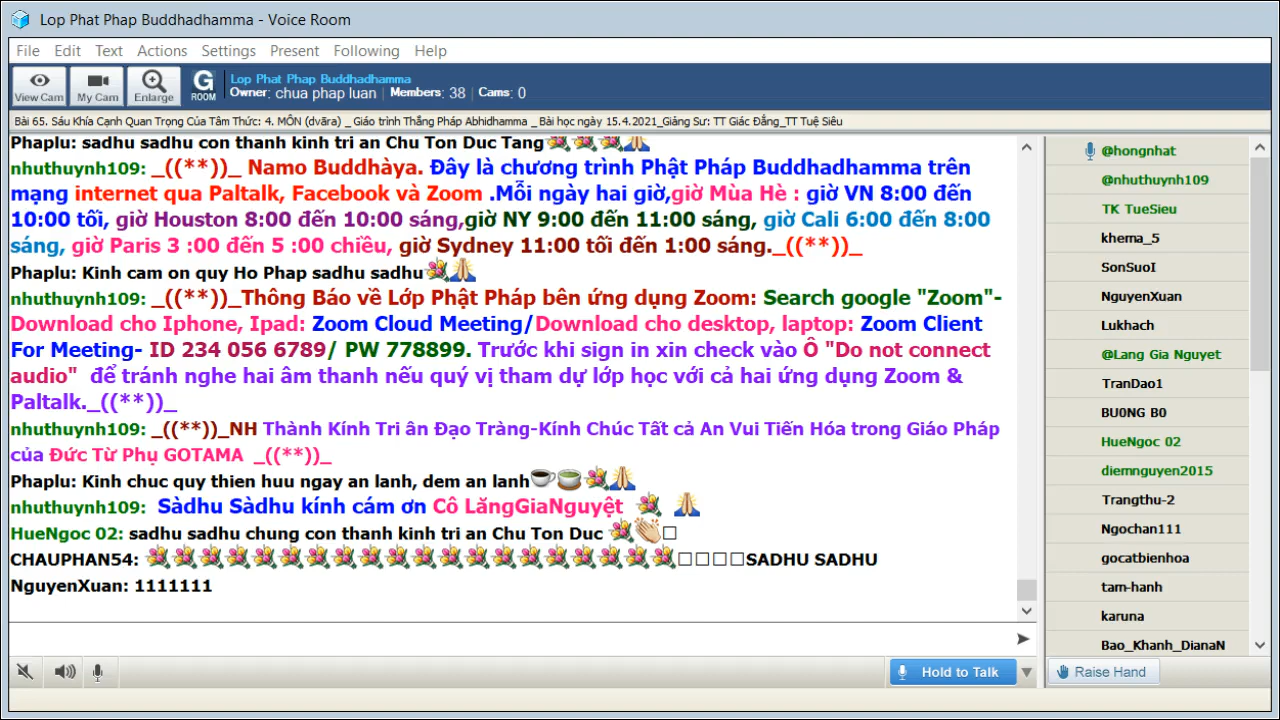 Lop Phat Phap Buddhadhamma - Voice Room
File Edit Text Actions Settings Present Following Help
View Cam My Cam Enlarge G ROOM
Lop Phat Phap Buddhadhamma
Owner: chua phap luan Members: 38 Cams: 0
Bài 65. Sáu Khía Cạnh Quan Trọng Của Tâm Thức: 4. MÔN (dvāra) _ Giáo trình Thắng Pháp Abhidhamma _ Bài học ngày 15.4.2021_Giảng Sư: TT Giác Đẳng_TT Tuệ Siêu
Phaplu: sadhu sadhu con thanh kinh tri an Chu Ton Duc Tang
nhuthuynh109: _((**))_ Namo Buddhàya. Đây là chương trình Phật Pháp Buddhadhamma trên
mạng internet qua Paltalk, Facebook và Zoom .Mỗi ngày hai giờ,giờ Mùa Hè : giờ VN 8:00 đến
10:00 tối, giờ Houston 8:00 đến 10:00 sáng,giờ NY 9:00 đến 11:00 sáng, giờ Cali 6:00 đến 8:00
sáng, giờ Paris 3 :00 đến 5 :00 chiều, giờ Sydney 11:00 tối đến 1:00 sáng._((**))_
Phaplu: Kinh cam on quy Ho Phap sadhu sadhu
nhuthuynh109: _((**))_Thông Báo về Lớp Phật Pháp bên ứng dụng Zoom: Search google "Zoom"-
Download cho Iphone, Ipad: Zoom Cloud Meeting/Download cho desktop, laptop: Zoom Client
For Meeting- ID 234 056 6789/ PW 778899. Trước khi sign in xin check vào Ô "Do not connect
audio" để tránh nghe hai âm thanh nếu quý vị tham dự lớp học với cả hai ứng dụng Zoom &
Paltalk._((**))_
nhuthuynh109: _((**))_NH Thành Kính Tri ân Đạo Tràng-Kính Chúc Tất cả An Vui Tiến Hóa trong Giáo Pháp
của Đức Từ Phụ GOTAMA _((**))_
Phaplu: Kinh chuc quy thien huu ngay an lanh, dem an lanh
nhuthuynh109: Sàdhu Sàdhu kính cám ơn Cô LăngGiaNguyệt
HueNgoc 02: sadhu sadhu chung con thanh kinh tri an Chu Ton Duc
CHAUPHAN54: SADHU SADHU
NguyenXuan: 1111111
@hongnhat
@nhuthuynh109
TK TueSieu
khema_5
SonSuoI
NguyenXuan
Lukhach
@Lang Gia Nguyet
TranDao1
BU0NG B0
HueNgoc 02
diemnguyen2015
Trangthu-2
Ngochan111
gocatbienhoa
tam-hanh
karuna
Bao_Khanh_DianaN
Hold to Talk
Raise Hand